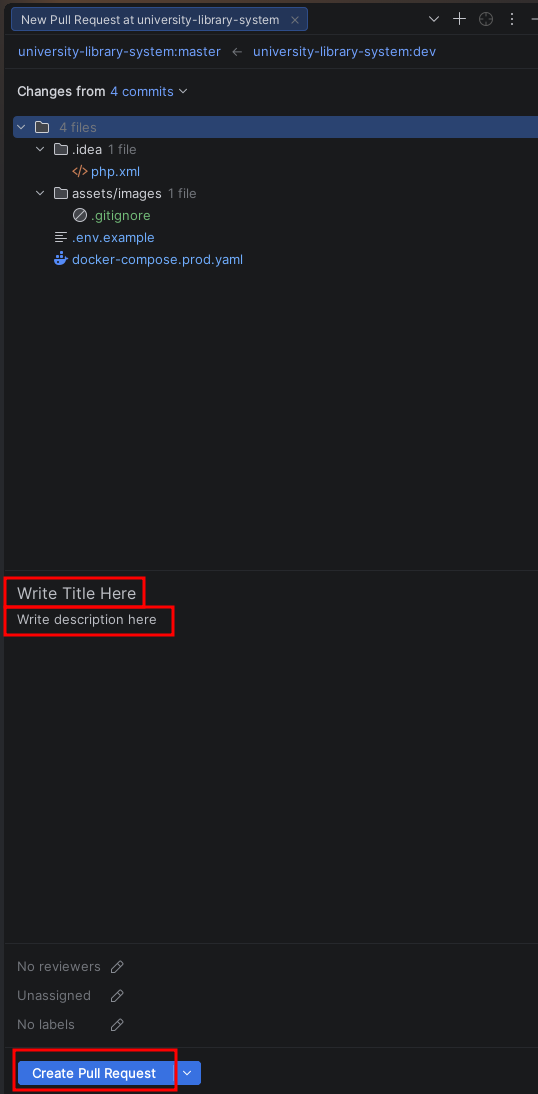 New Pull Request at university-library-system
university-library-system:master ← university-library-system:dev
Changes from 4 commits
4 files
.idea 1 file
php.xml
assets/images 1 file
.gitignore
.env.example
docker-compose.prod.yaml
Write Title Here
Write description here
No reviewers
Unassigned
No labels
Create Pull Request